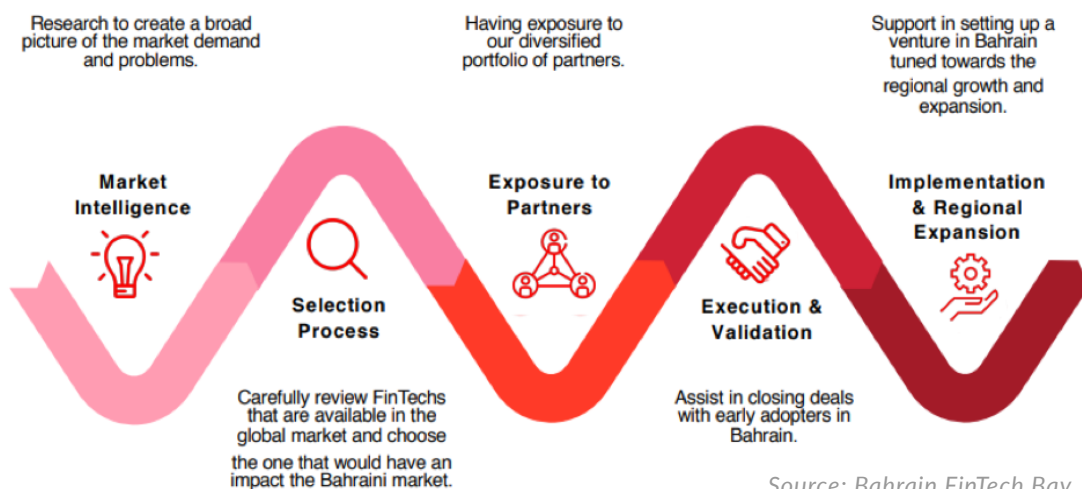 Research to create a broad
picture of the market demand
and problems.
Having exposure to
our diversified
portfolio of partners.
Support in setting up a
venture in Bahrain
tuned towards the
regional growth and
expansion.
Market
Intelligence
Selection
Process
Exposure to
Partners
Execution &
Validation
Implementation
& Regional
Expansion
Carefully review FinTechs
that are available in the
global market and choose
the one that would have an
impact the Bahraini market.
Assist in closing deals
with early adopters in
Bahrain.
Source: Bahrain FinTech Bay